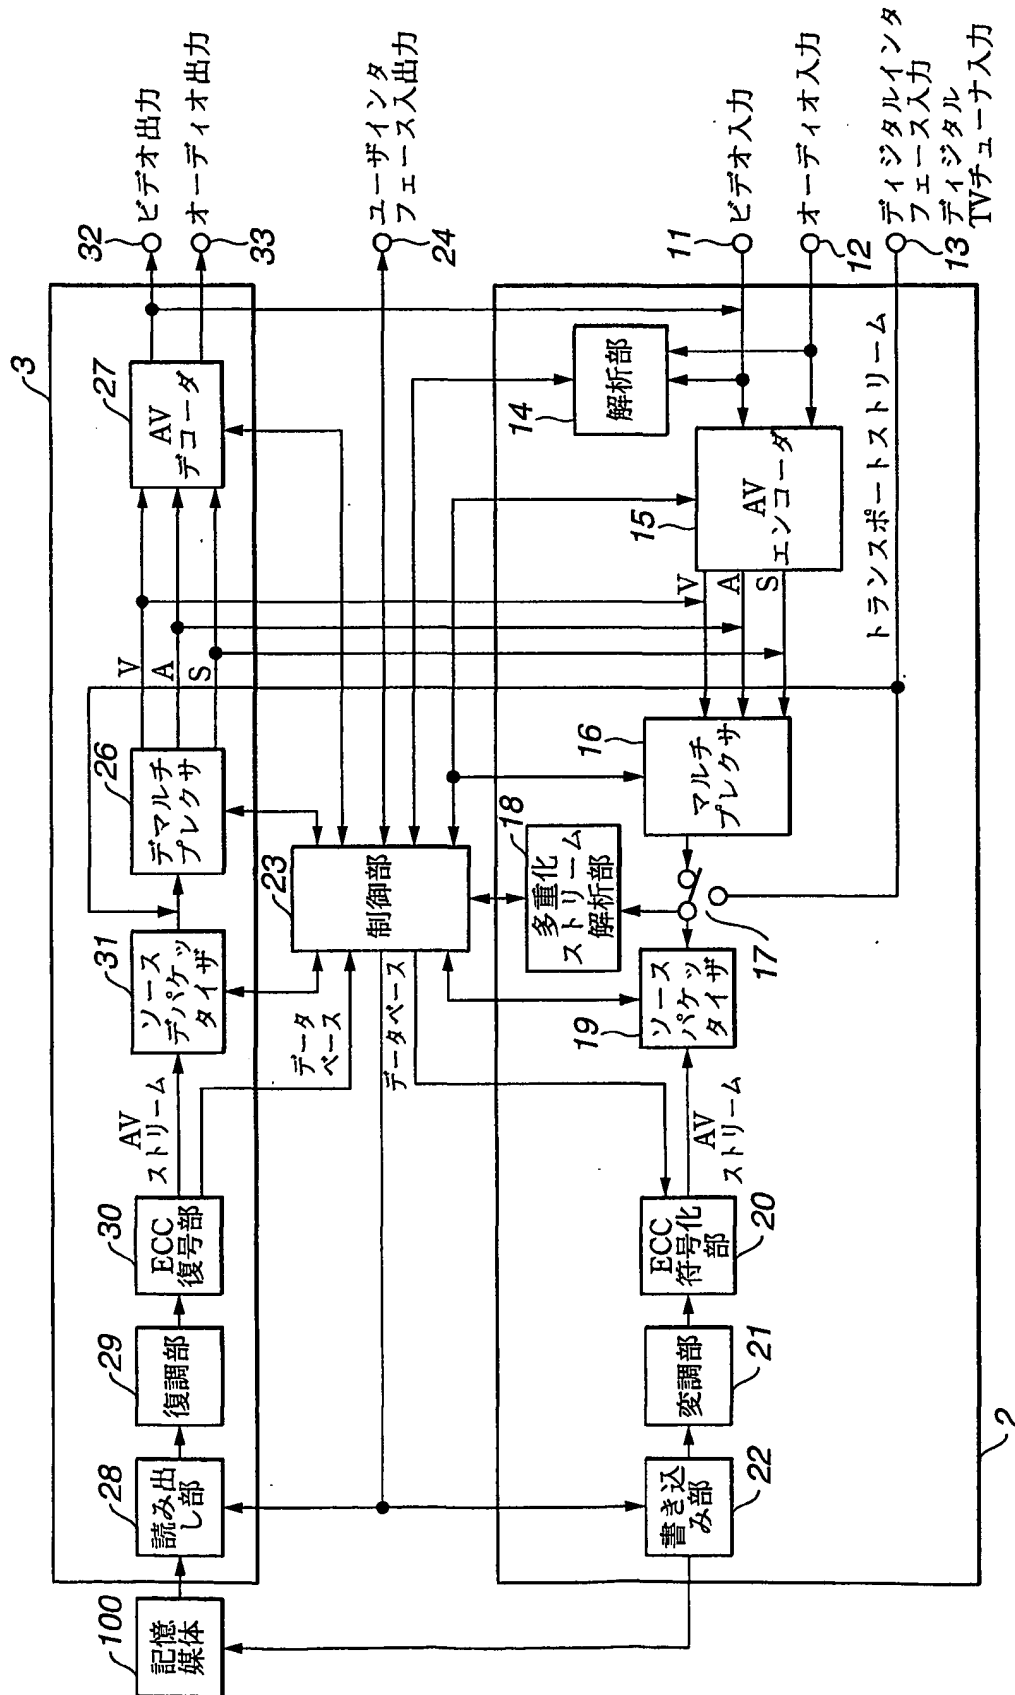 3
32
ビデオ出力
33
オーディオ出力
27
AV
デコーダ
V
A
S
26
デマルチ
プレクサ
31
ソース
デパケッ
タイザ
AV
ストリーム
30
ECC
復号部
29
復調部
28
読み出
し部
100
記憶
媒体
データ
ベース
データベース
23
制御部
24
ユーザインタ
フェース入出力
11
ビデオ入力
12
オーディオ入力
13
ディジタルインタ
フェース入力
ディジタル
TVチューナ入力
14
解析部
15
AV
エンコーダ
V
A
S
トランスポートストリーム
16
マルチ
プレクサ
17
18
多重化
ストリーム
解析部
19
ソース
パケッ
タイザ
AV
ストリーム
20
ECC
符号化
部
21
変調部
22
書き込
み部
2